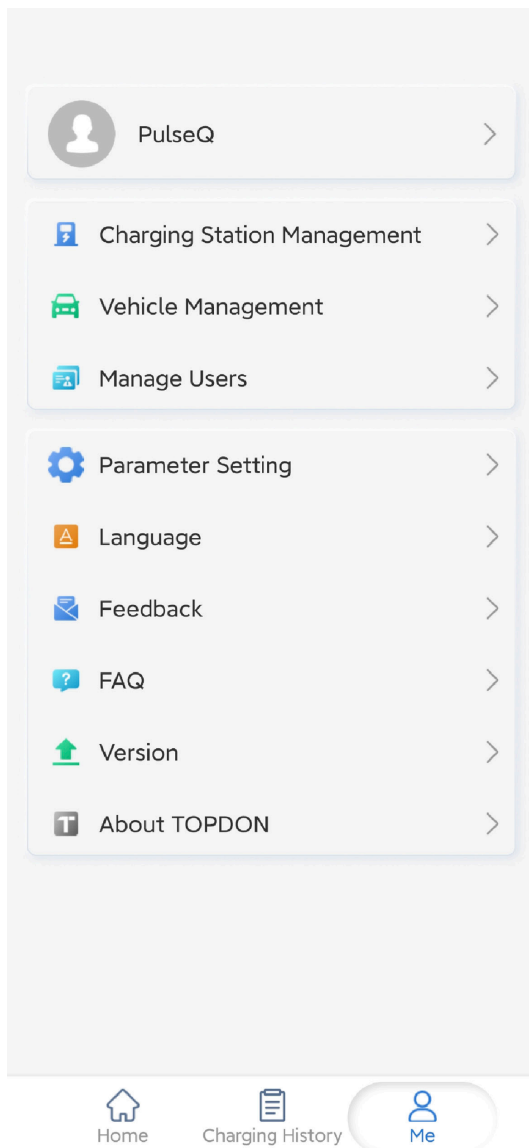 PulseQ
Charging Station Management
Vehicle Management
Manage Users
Parameter Setting
A
Language
Feedback
?
FAQ
Version
T
About TOPDON
Home
Charging History
Me